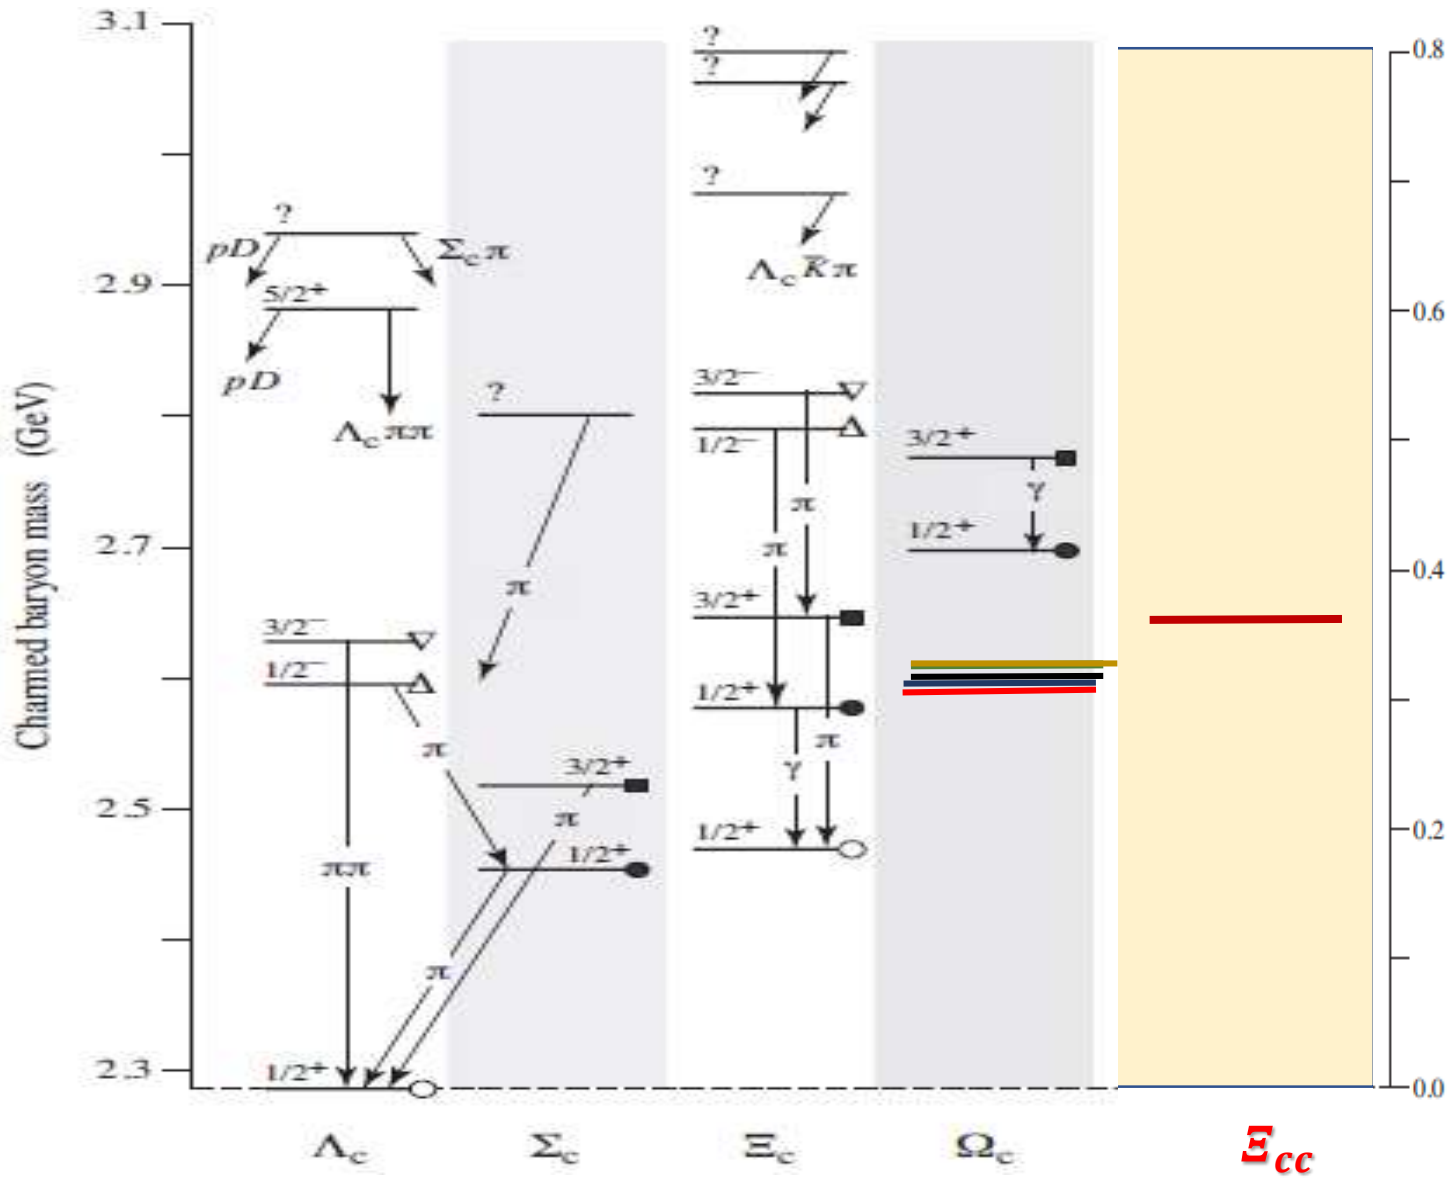 3.1
2.9
2.7
2.5
2.3
Charmed baryon mass (GeV)
?
pD
Σcπ
5/2+
pD
Λcππ
3/2−
1/2−
ππ
π
1/2+
?
π
3/2+
π
1/2+
π
?
?
?
Λc K̄π
3/2−
1/2−
π
π
3/2+
1/2+
γ
π
1/2+
3/2+
γ
1/2+
0.8
0.6
0.4
0.2
0.0
Λc
Σc
Ξc
Ωc
Ξcc